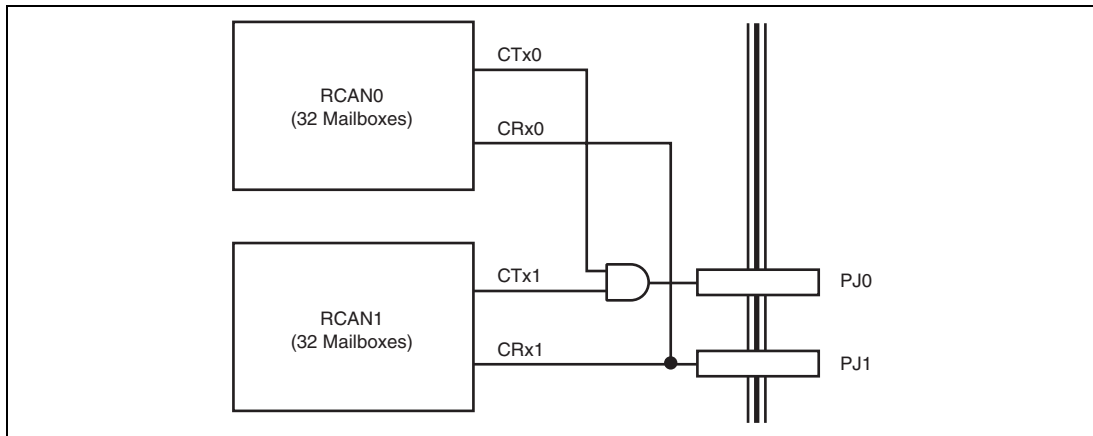 CTx0
RCAN0
(32 Mailboxes)
CRx0
CTx1
PJ0
RCAN1
(32 Mailboxes)
CRx1
PJ1